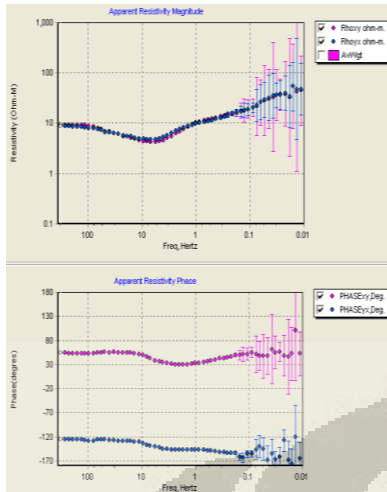 Apparent Resistivity Magnitude
Rhoxy ohm-m.
Rhoyx ohm-m.
AvWgt
Resistivity (Ohm-M)
1,000
100
10
1
0.1
100
10
1
0.1
0.01
Freq, Hertz
Apparent Resistivity Phase
PHASExy,Deg.
PHASEyx,Deg.
Phase(degrees)
180
130
80
30
-20
-70
-120
-170
100
10
1
0.1
0.01
Freq, Hertz